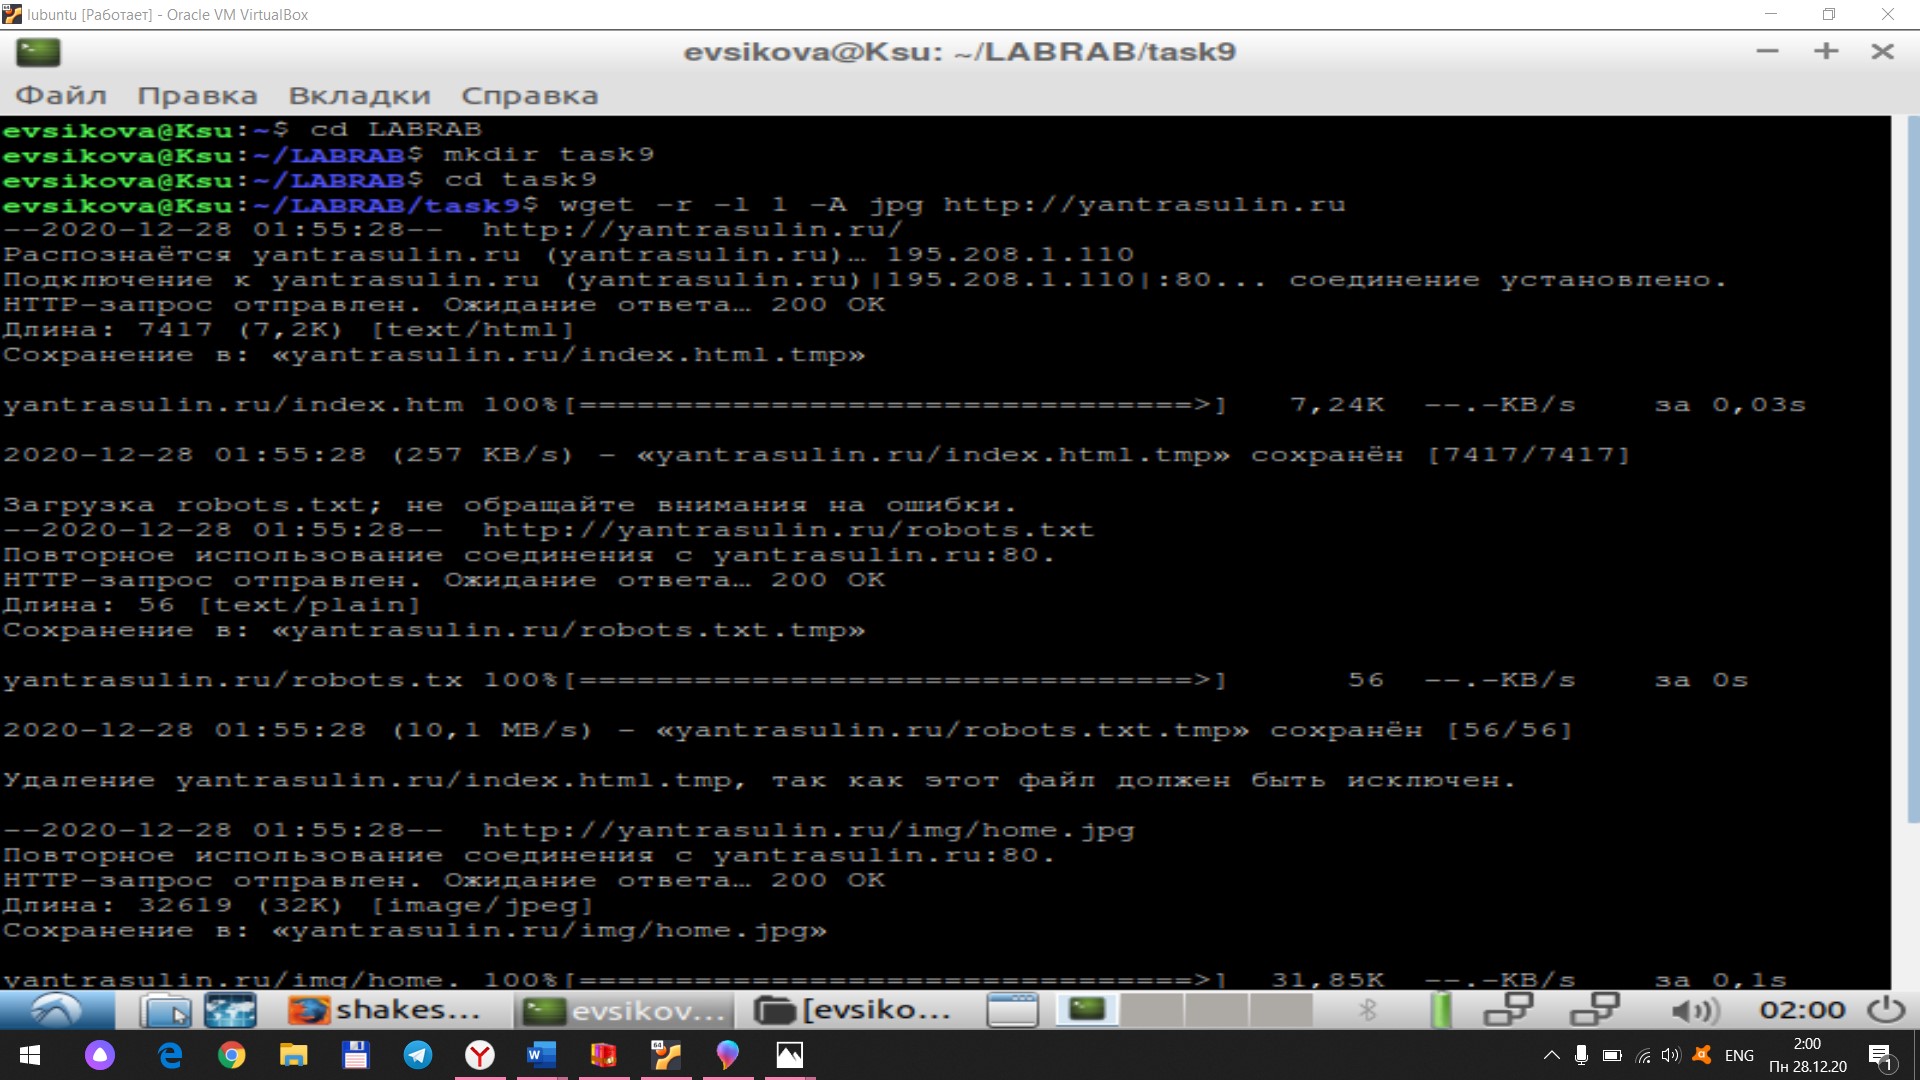 lubuntu [Работает] - Oracle VM VirtualBox
evsikova@Ksu: ~/LABRAB/task9
Файл Правка Вкладки Справка
evsikova@Ksu:~$ cd LABRAB
evsikova@Ksu:~/LABRAB$ mkdir task9
evsikova@Ksu:~/LABRAB$ cd task9
evsikova@Ksu:~/LABRAB/task9$ wget -r -l 1 -A jpg http://yantrasulin.ru
--2020-12-28 01:55:28--  http://yantrasulin.ru/
Распознаётся yantrasulin.ru (yantrasulin.ru)… 195.208.1.110
Подключение к yantrasulin.ru (yantrasulin.ru)|195.208.1.110|:80... соединение установлено.
HTTP-запрос отправлен. Ожидание ответа… 200 OK
Длина: 7417 (7,2K) [text/html]
Сохранение в: «yantrasulin.ru/index.html.tmp»
yantrasulin.ru/index.htm 100%[================================>]   7,24K  --.-KB/s    за 0,03s
2020-12-28 01:55:28 (257 KB/s) - «yantrasulin.ru/index.html.tmp» сохранён [7417/7417]
Загрузка robots.txt; не обращайте внимания на ошибки.
--2020-12-28 01:55:28--  http://yantrasulin.ru/robots.txt
Повторное использование соединения с yantrasulin.ru:80.
HTTP-запрос отправлен. Ожидание ответа… 200 OK
Длина: 56 [text/plain]
Сохранение в: «yantrasulin.ru/robots.txt.tmp»
yantrasulin.ru/robots.tx 100%[================================>]      56  --.-KB/s    за 0s
2020-12-28 01:55:28 (10,1 MB/s) - «yantrasulin.ru/robots.txt.tmp» сохранён [56/56]
Удаление yantrasulin.ru/index.html.tmp, так как этот файл должен быть исключен.
--2020-12-28 01:55:28--  http://yantrasulin.ru/img/home.jpg
Повторное использование соединения с yantrasulin.ru:80.
HTTP-запрос отправлен. Ожидание ответа… 200 OK
Длина: 32619 (32K) [image/jpeg]
Сохранение в: «yantrasulin.ru/img/home.jpg»
yantrasulin.ru/img/home. 100%[================================>]  31,85K  --.-KB/s    за 0,1s
shakes... evsikov... [evsiko... 02:00
ENG 2:00
Пн 28.12.20
1